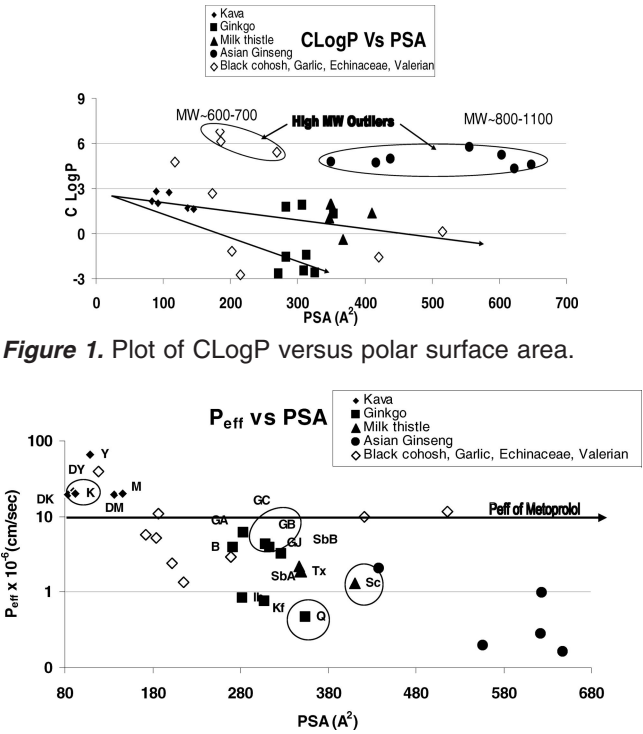 Kava
Ginkgo
Milk thistle
Asian Ginseng
Black cohosh, Garlic, Echinaceae, Valerian
CLogP Vs PSA
9
6
3
0
-3
C LogP
MW~600-700
High MW Outliers
MW~800-1100
0 100 200 300 400 500 600 700
PSA (A²)
Figure 1. Plot of CLogP versus polar surface area.
Kava
Ginkgo
Milk thistle
Asian Ginseng
Black cohosh, Garlic, Echinaceae, Valerian
Peff vs PSA
100
10
1
0
Peff x 10⁻⁶(cm/sec)
Y
DY
DK
K
M
DM
GC
Peff of Metoprolol
GA
GB
B
GJ
SbB
SbA
Tx
Sc
Kf
Q
80 180 280 380 480 580 680
PSA (A²)